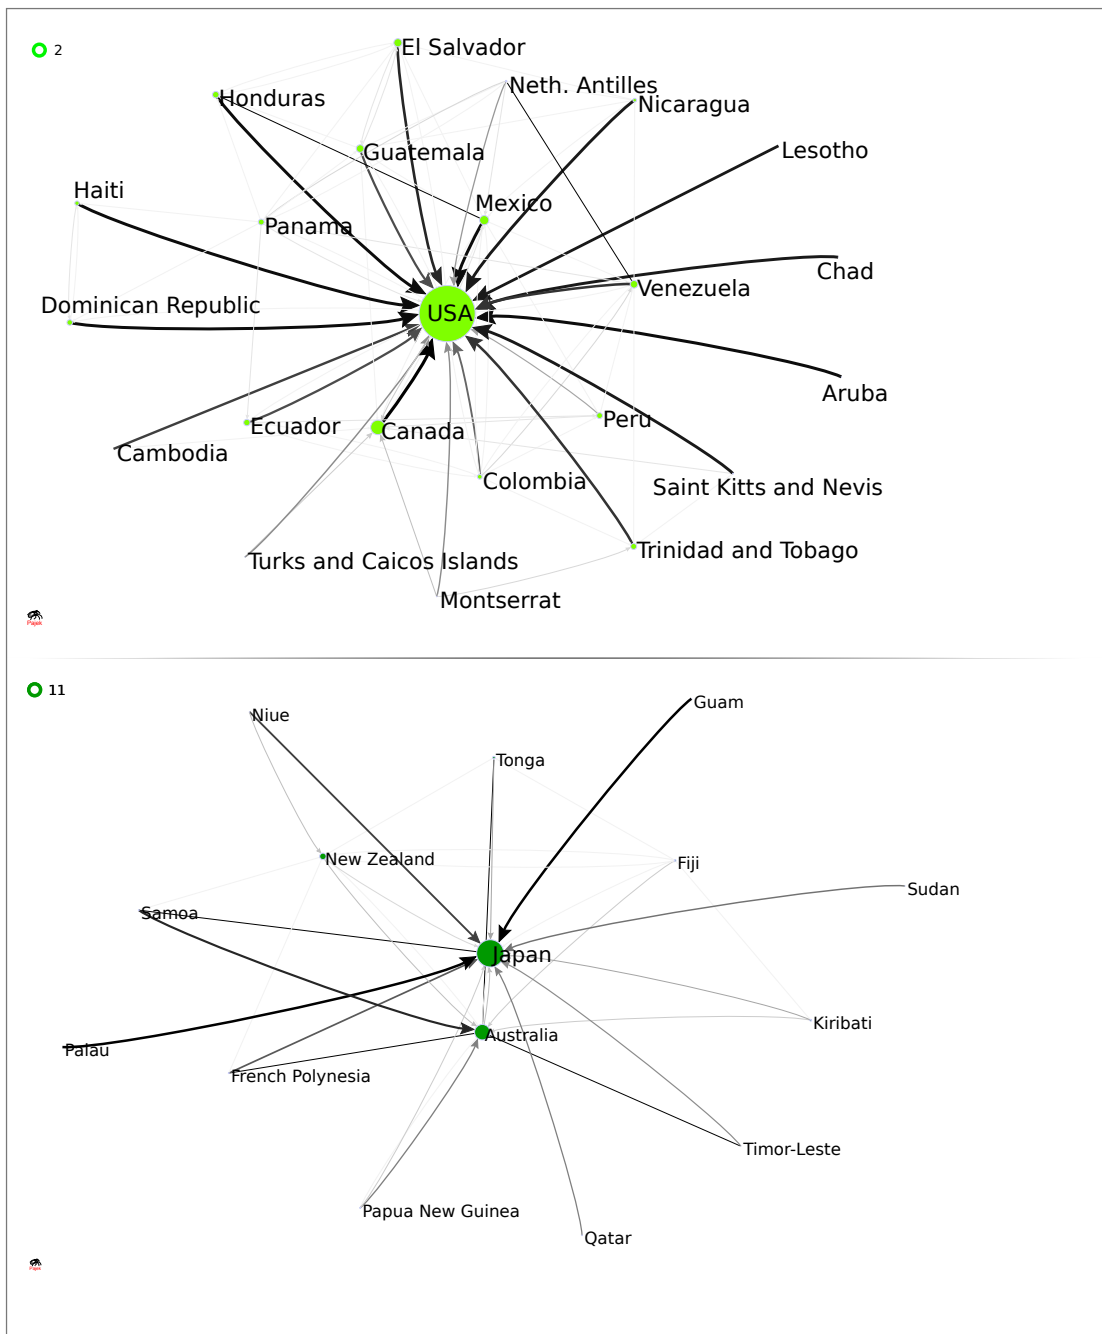 2
El Salvador
Neth. Antilles
Honduras
Nicaragua
Guatemala
Lesotho
Haiti
Mexico
Panama
Chad
Venezuela
Dominican Republic
USA
Aruba
Peru
Ecuador
Canada
Cambodia
Colombia
Saint Kitts and Nevis
Trinidad and Tobago
Turks and Caicos Islands
Montserrat
Pajek
11
Guam
Niue
Tonga
New Zealand
Fiji
Sudan
Samoa
Japan
Kiribati
Australia
Palau
French Polynesia
Timor-Leste
Papua New Guinea
Qatar
Pajek